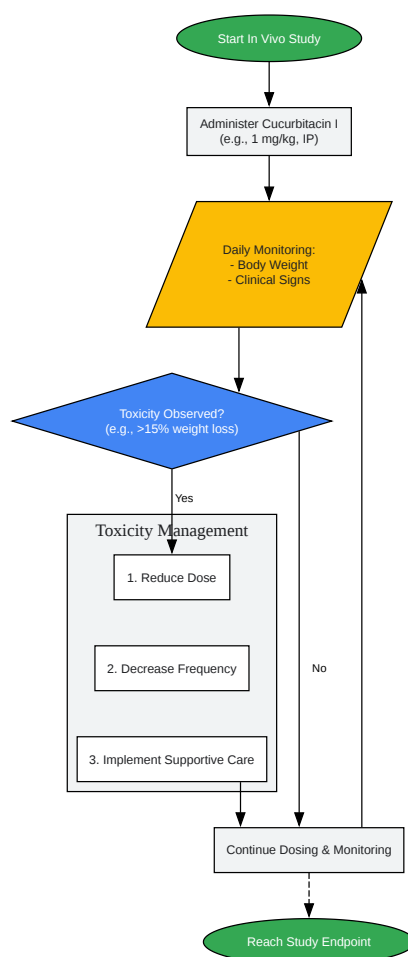 Start In Vivo Study
Administer Cucurbitacin I
(e.g., 1 mg/kg, IP)
Daily Monitoring:
- Body Weight
- Clinical Signs
Toxicity Observed?
(e.g., >15% weight loss)
Yes
Toxicity Management
1. Reduce Dose
2. Decrease Frequency
No
3. Implement Supportive Care
Continue Dosing & Monitoring
Reach Study Endpoint